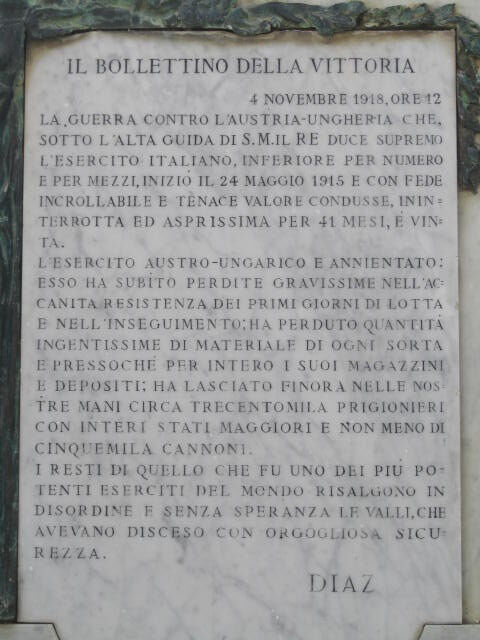 IL BOLLETTINO DELLA VITTORIA
4 NOVEMBRE 1918, ORE 12
LA GUERRA CONTRO L'AUSTRIA-UNGHERIA CHE,
SOTTO L'ALTA GUIDA DI S.M. IL RE DUCE SUPREMO
L'ESERCITO ITALIANO, INFERIORE PER NUMERO
E PER MEZZI, INIZIÒ IL 24 MAGGIO 1915 E CON FEDE
INCROLLABILE E TENACE VALORE CONDUSSE, ININ=
TERROTTA ED ASPRISSIMA PER 41 MESI, È VIN=
TA.
L'ESERCITO AUSTRO-UNGARICO È ANNIENTATO:
ESSO HA SUBITO PERDITE GRAVISSIME NELL'AC=
CANITA RESISTENZA DEI PRIMI GIORNI DI LOTTA
E NELL'INSEGUIMENTO; HA PERDUTO QUANTITÀ
INGENTISSIME DI MATERIALE DI OGNI SORTA
E PRESSOCHÉ PER INTERO I SUOI MAGAZZINI
E DEPOSITI; HA LASCIATO FINORA NELLE NOS=
TRE MANI CIRCA TRECENTOMILA PRIGIONIERI
CON INTERI STATI MAGGIORI E NON MENO DI
CINQUEMILA CANNONI.
I RESTI DI QUELLO CHE FU UNO DEI PIÙ PO=
TENTI ESERCITI DEL MONDO RISALGONO IN
DISORDINE E SENZA SPERANZA LE VALLI, CHE
AVEVANO DISCESO CON ORGOGLIOSA SICU=
REZZA.
DIAZ